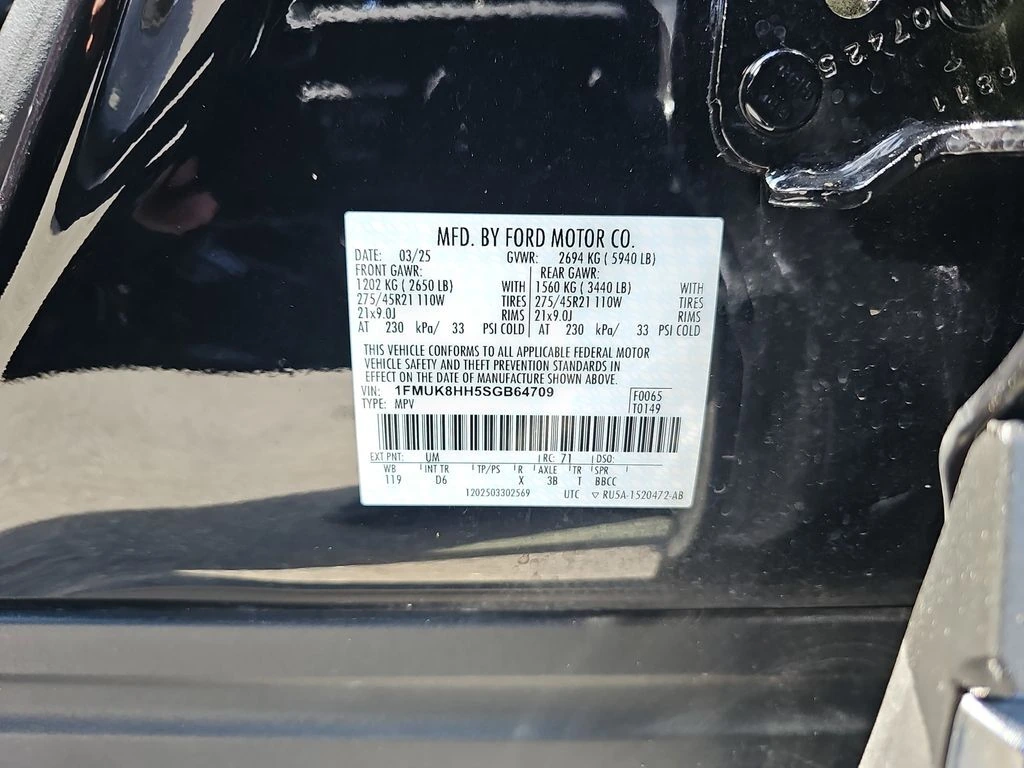 07425
0811
MFD. BY FORD MOTOR CO.
DATE: 03/25 GVWR: 2694 KG ( 5940 LB)
FRONT GAWR: REAR GAWR:
1202 KG ( 2650 LB) WITH 1560 KG ( 3440 LB) WITH
275/45R21 110W TIRES 275/45R21 110W TIRES
21x9.0J RIMS 21x9.0J RIMS
AT 230 kPa/ 33 PSI COLD AT 230 kPa/ 33 PSI COLD
THIS VEHICLE CONFORMS TO ALL APPLICABLE FEDERAL MOTOR
VEHICLE SAFETY AND THEFT PREVENTION STANDARDS IN
EFFECT ON THE DATE OF MANUFACTURE SHOWN ABOVE.
VIN: 1FMUK8HH5SGB64709 F0065
TYPE: MPV T0149
EXT PNT: UM RC: 71 DSO:
WB INT TR TP/PS R AXLE TR SPR
119 D6 X 3B T BBCC
1202503302569 UTC ▽ RU5A-1520472-AB